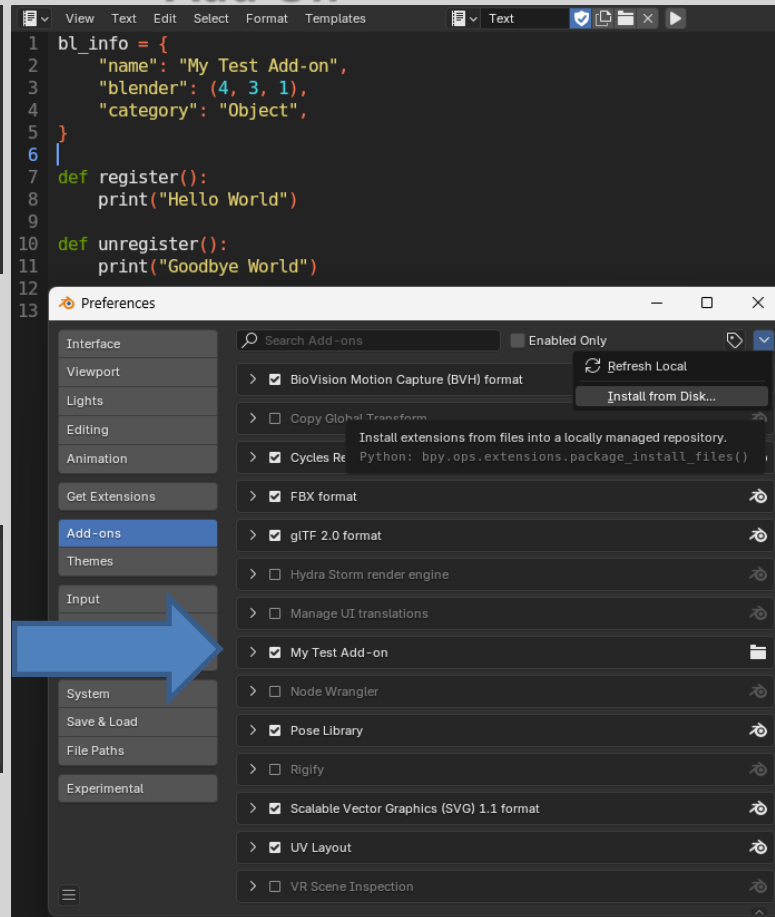 View Text Edit Select Format Templates Text
1 bl_info = {
2 "name": "My Test Add-on",
3 "blender": (4, 3, 1),
4 "category": "Object",
5 }
6
7 def register():
8 print("Hello World")
9
10 def unregister():
11 print("Goodbye World")
12
13
Preferences
Search Add-ons Enabled Only
Refresh Local
Install from Disk...
Install extensions from files into a locally managed repository.
Python: bpy.ops.extensions.package_install_files()
Interface
Viewport
Lights
Editing
Animation
Get Extensions
Add-ons
Themes
Input
System
Save & Load
File Paths
Experimental
BioVision Motion Capture (BVH) format
Copy Global Transform
Cycles Re
FBX format
glTF 2.0 format
Hydra Storm render engine
Manage UI translations
My Test Add-on
Node Wrangler
Pose Library
Rigify
Scalable Vector Graphics (SVG) 1.1 format
UV Layout
VR Scene Inspection